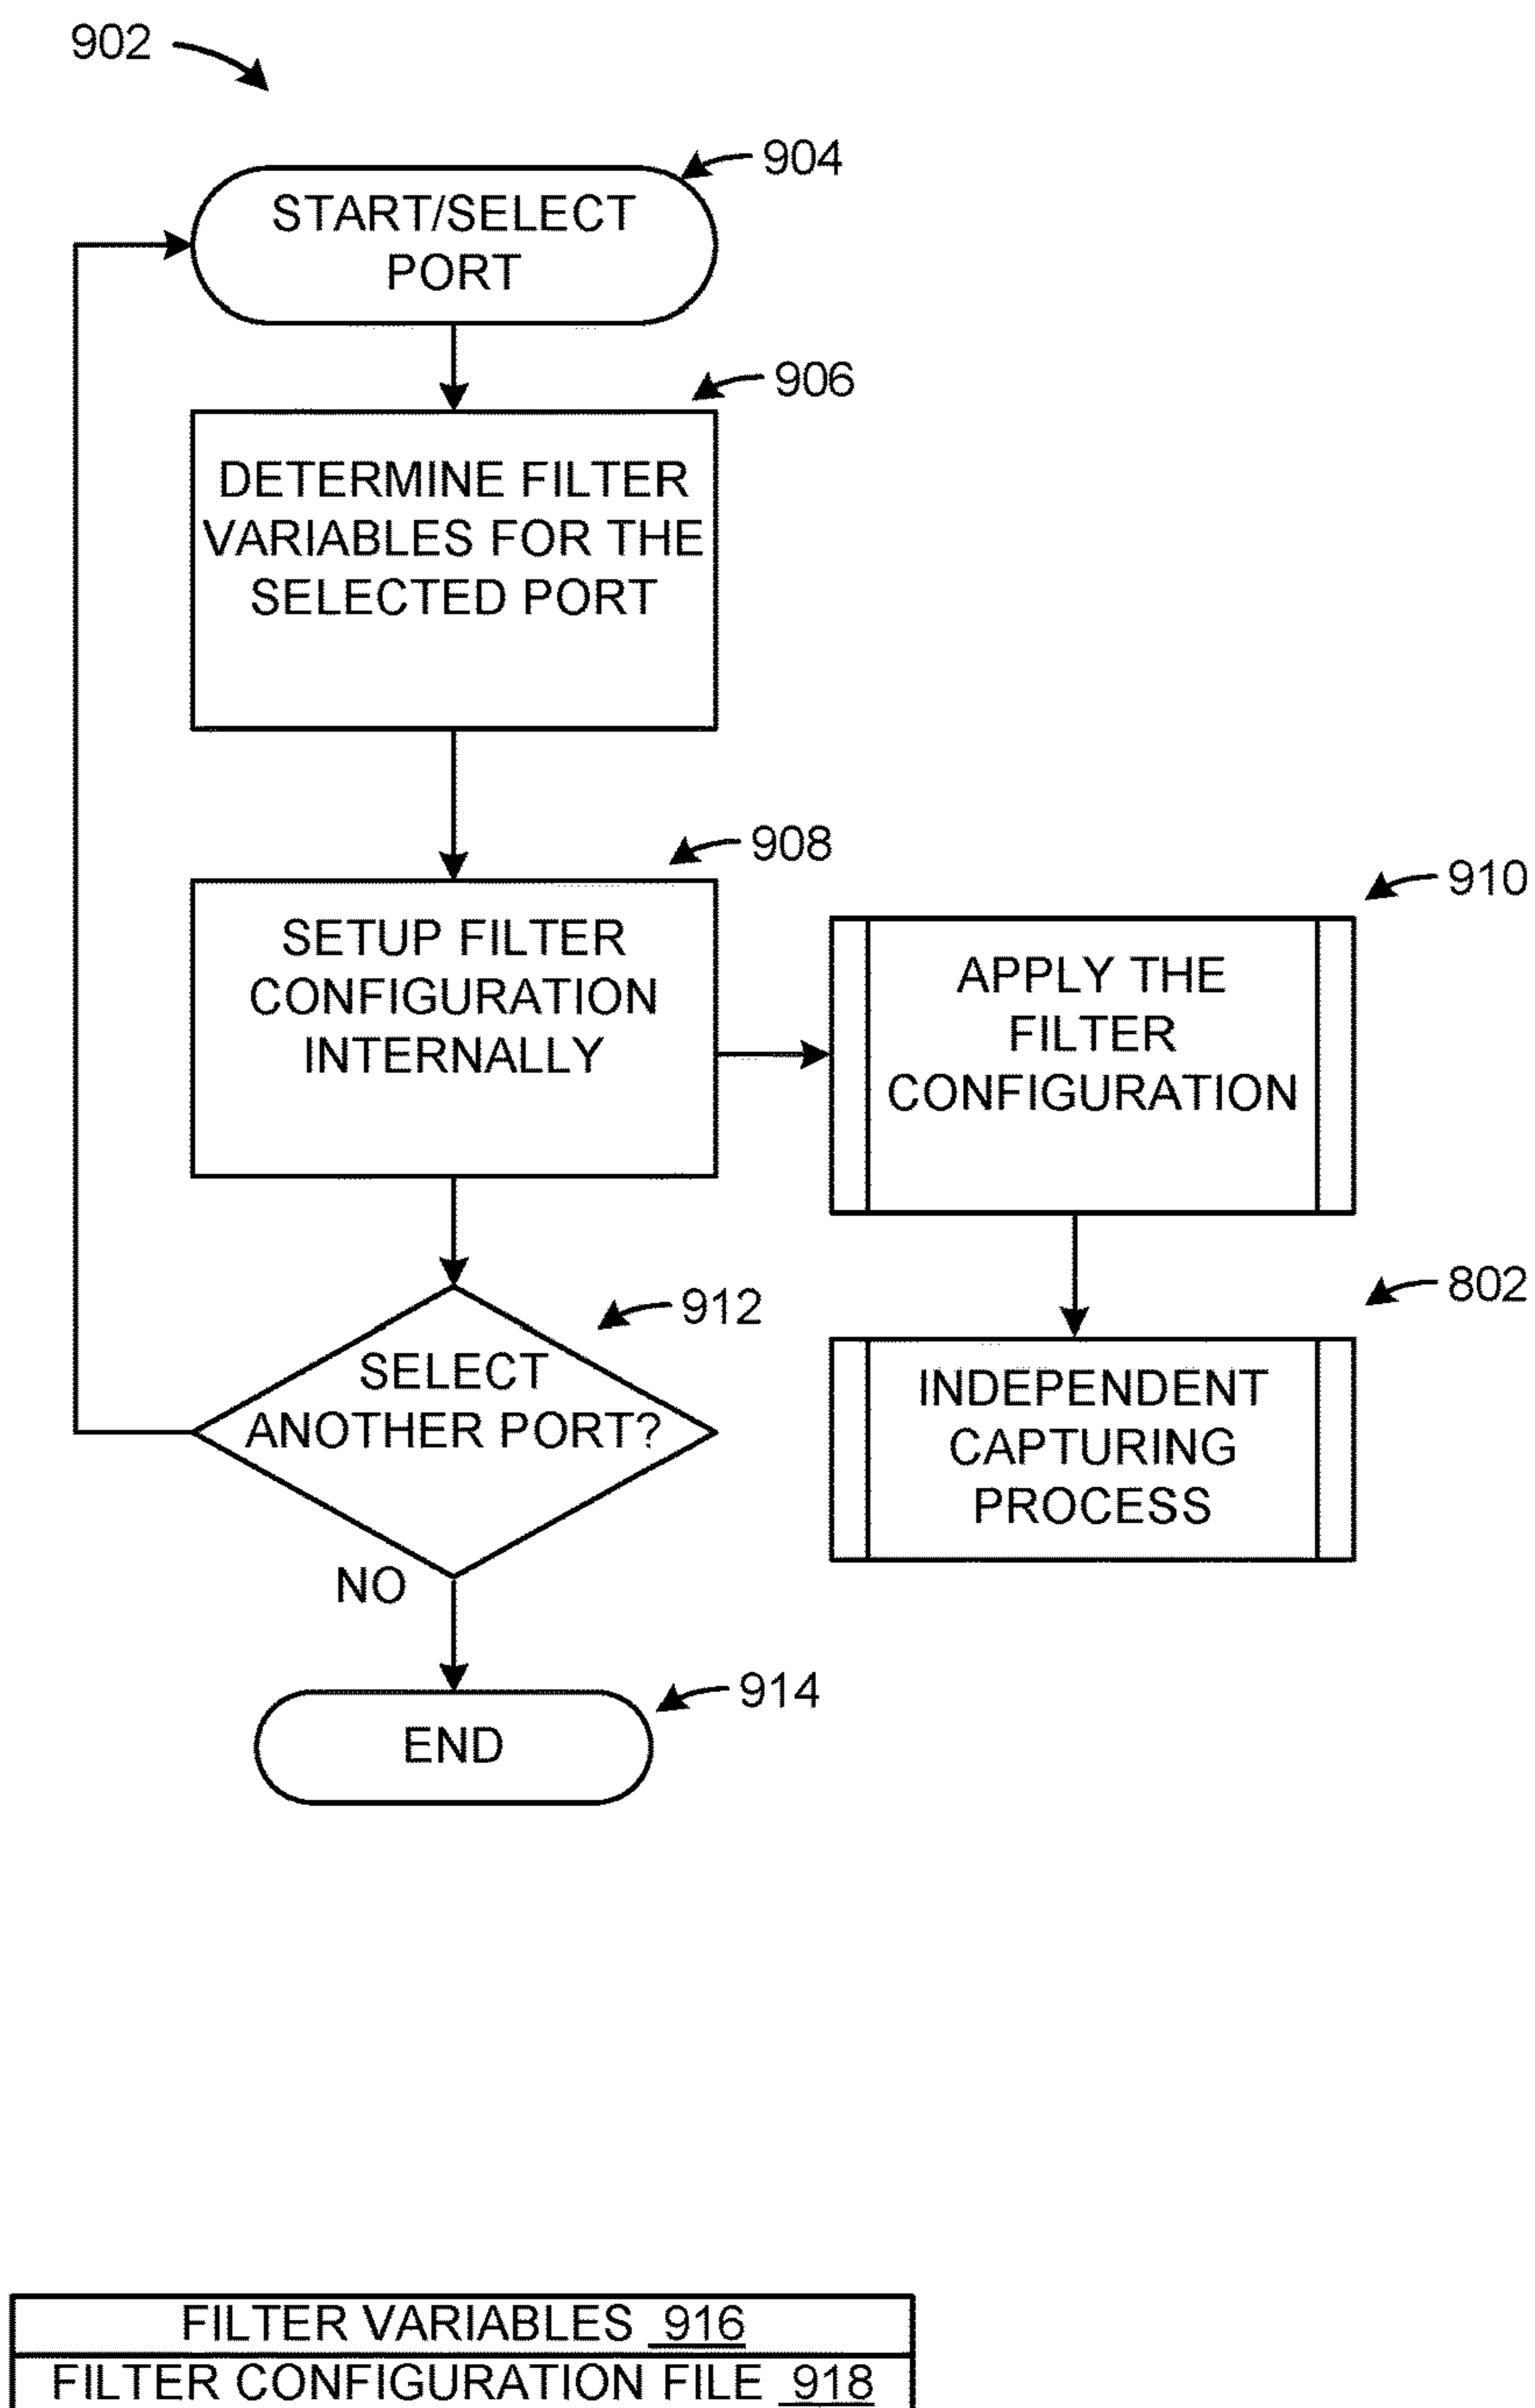 902
904
START/SELECT
PORT
906
DETERMINE FILTER
VARIABLES FOR THE
SELECTED PORT
908
SETUP FILTER
CONFIGURATION
INTERNALLY
910
APPLY THE
FILTER
CONFIGURATION
912
SELECT
ANOTHER PORT?
802
INDEPENDENT
CAPTURING
PROCESS
NO
914
END
FILTER VARIABLES 916
FILTER CONFIGURATION FILE 918